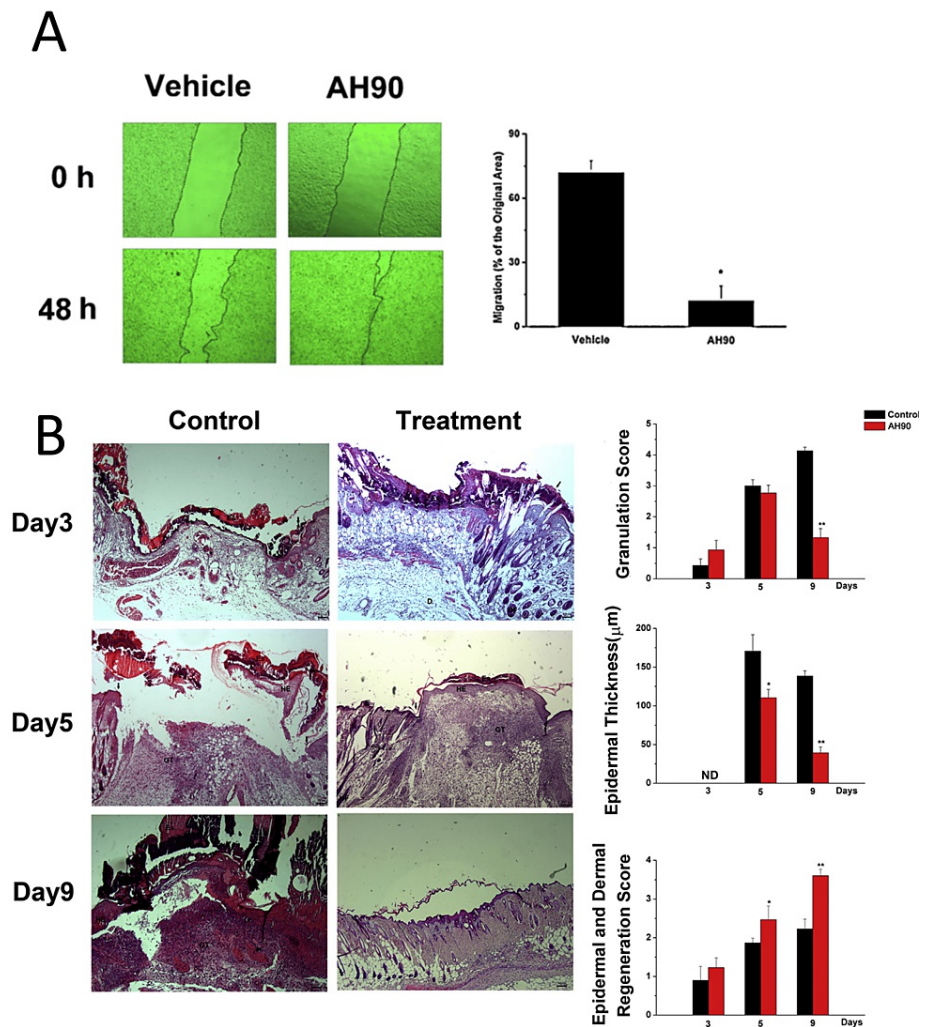 A
Vehicle
AH90
0 h
48 h
Migration (% of the Original Area)
90
60
30
0
Vehicle
AH90
*
B
Control
Treatment
Day3
Day5
Day9
D
HE
GT
HE
GT
GT
Control
AH90
Granulation Score
5
4
3
2
1
0
**
3 5 9 Days
Epidermal Thickness(μm)
200
150
100
50
0
ND
*
**
3 5 9 Days
Epidermal and Dermal
Regeneration Score
4
3
2
1
0
*
**
3 5 9 Days